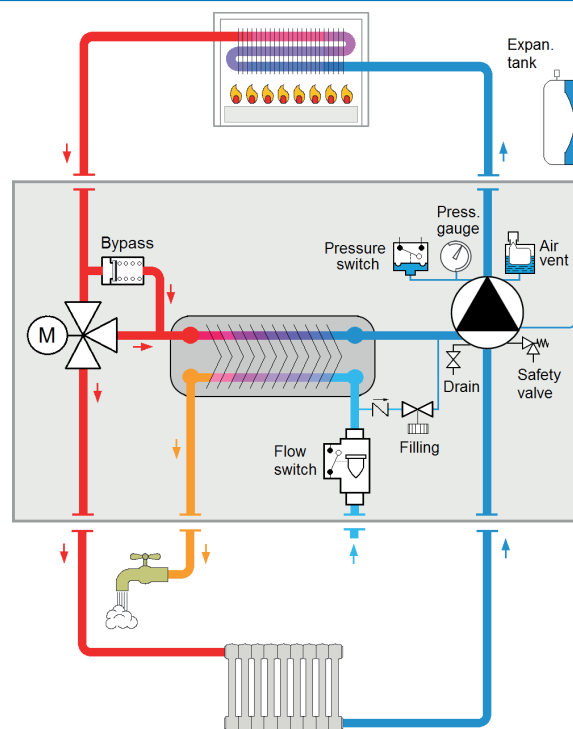 Expan.
tank
Press.
gauge
Bypass
Pressure
switch
Air
vent
M
Drain
Safety
valve
Filling
Flow
switch